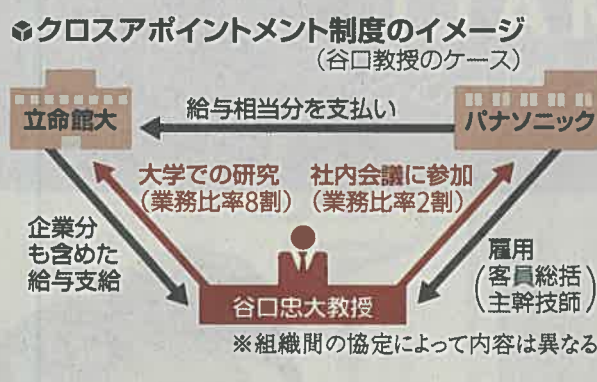 クロスアポイントメント制度のイメージ
(谷口教授のケース)
立命館大
給与相当分を支払い
パナソニック
大学での研究
(業務比率8割)
社内会議に参加
(業務比率2割)
企業分
も含めた
給与支給
雇用
(客員総括
主幹技師)
谷口忠大教授
※組織間の協定によって内容は異なる